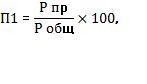 П1 = Р пр / Р общ × 100,